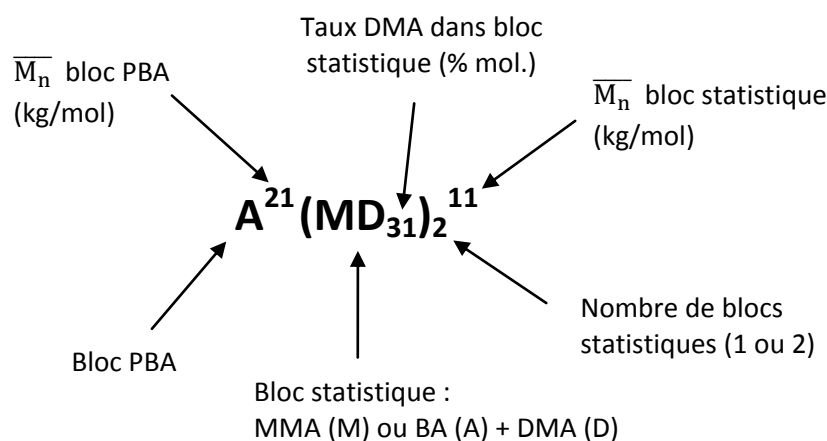 Taux DMA dans bloc
statistique (% mol.)
M̅n̅ bloc PBA
(kg/mol)
M̅n̅ bloc statistique
(kg/mol)
A²¹(MD₃₁)₂¹¹
Bloc PBA
Nombre de blocs
statistiques (1 ou 2)
Bloc statistique :
MMA (M) ou BA (A) + DMA (D)